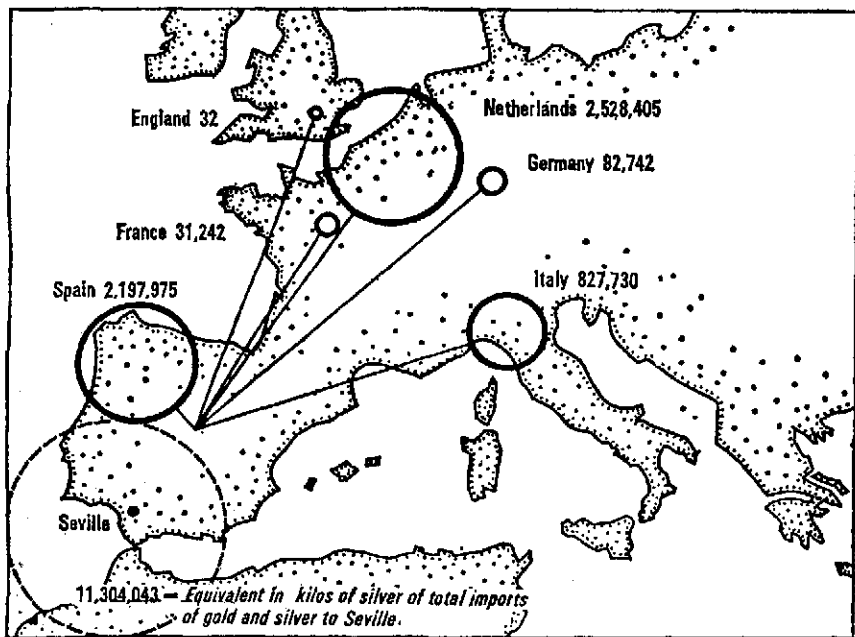 England 32
Netherlands 2,528,405
Germany 82,742
France 31,242
Spain 2,197,975
Italy 827,730
Seville
11,304,043 — Equivalent in kilos of silver of total imports
of gold and silver to Seville.